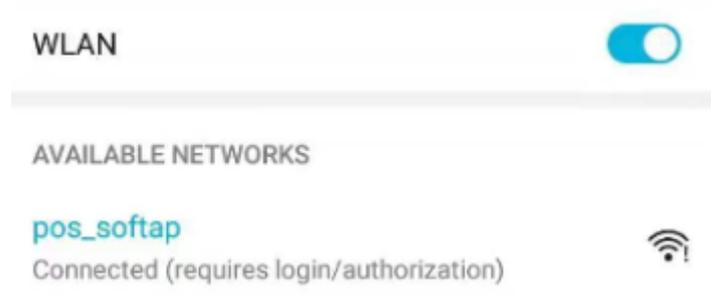 WLAN
AVAILABLE NETWORKS
pos_softap
Connected (requires login/authorization)